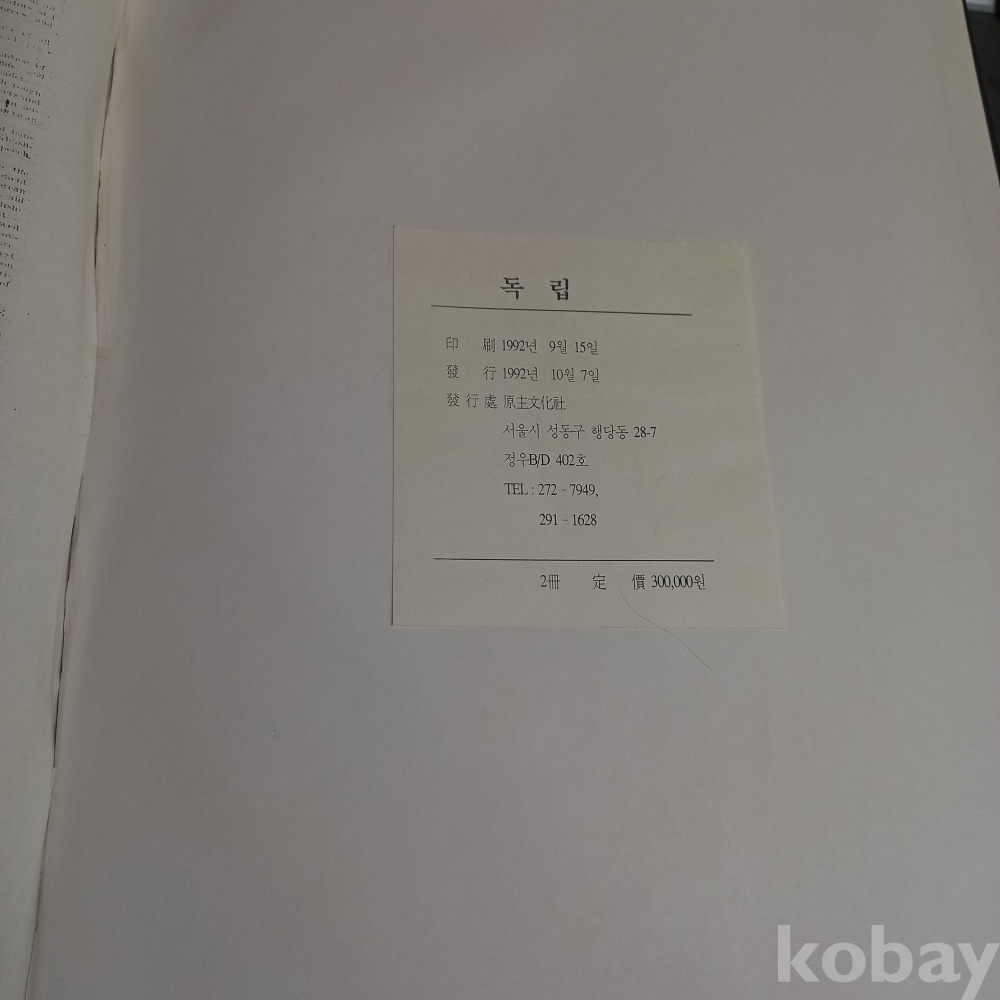 독 립
印 刷 1992년 9월 15일
發 行 1992년 10월 7일
發 行 處 原主文化社
서울시 성동구 행당동 28-7
정우B/D 402호
TEL : 272 - 7949,
291 - 1628
2冊 定 價 300,000원
kobay